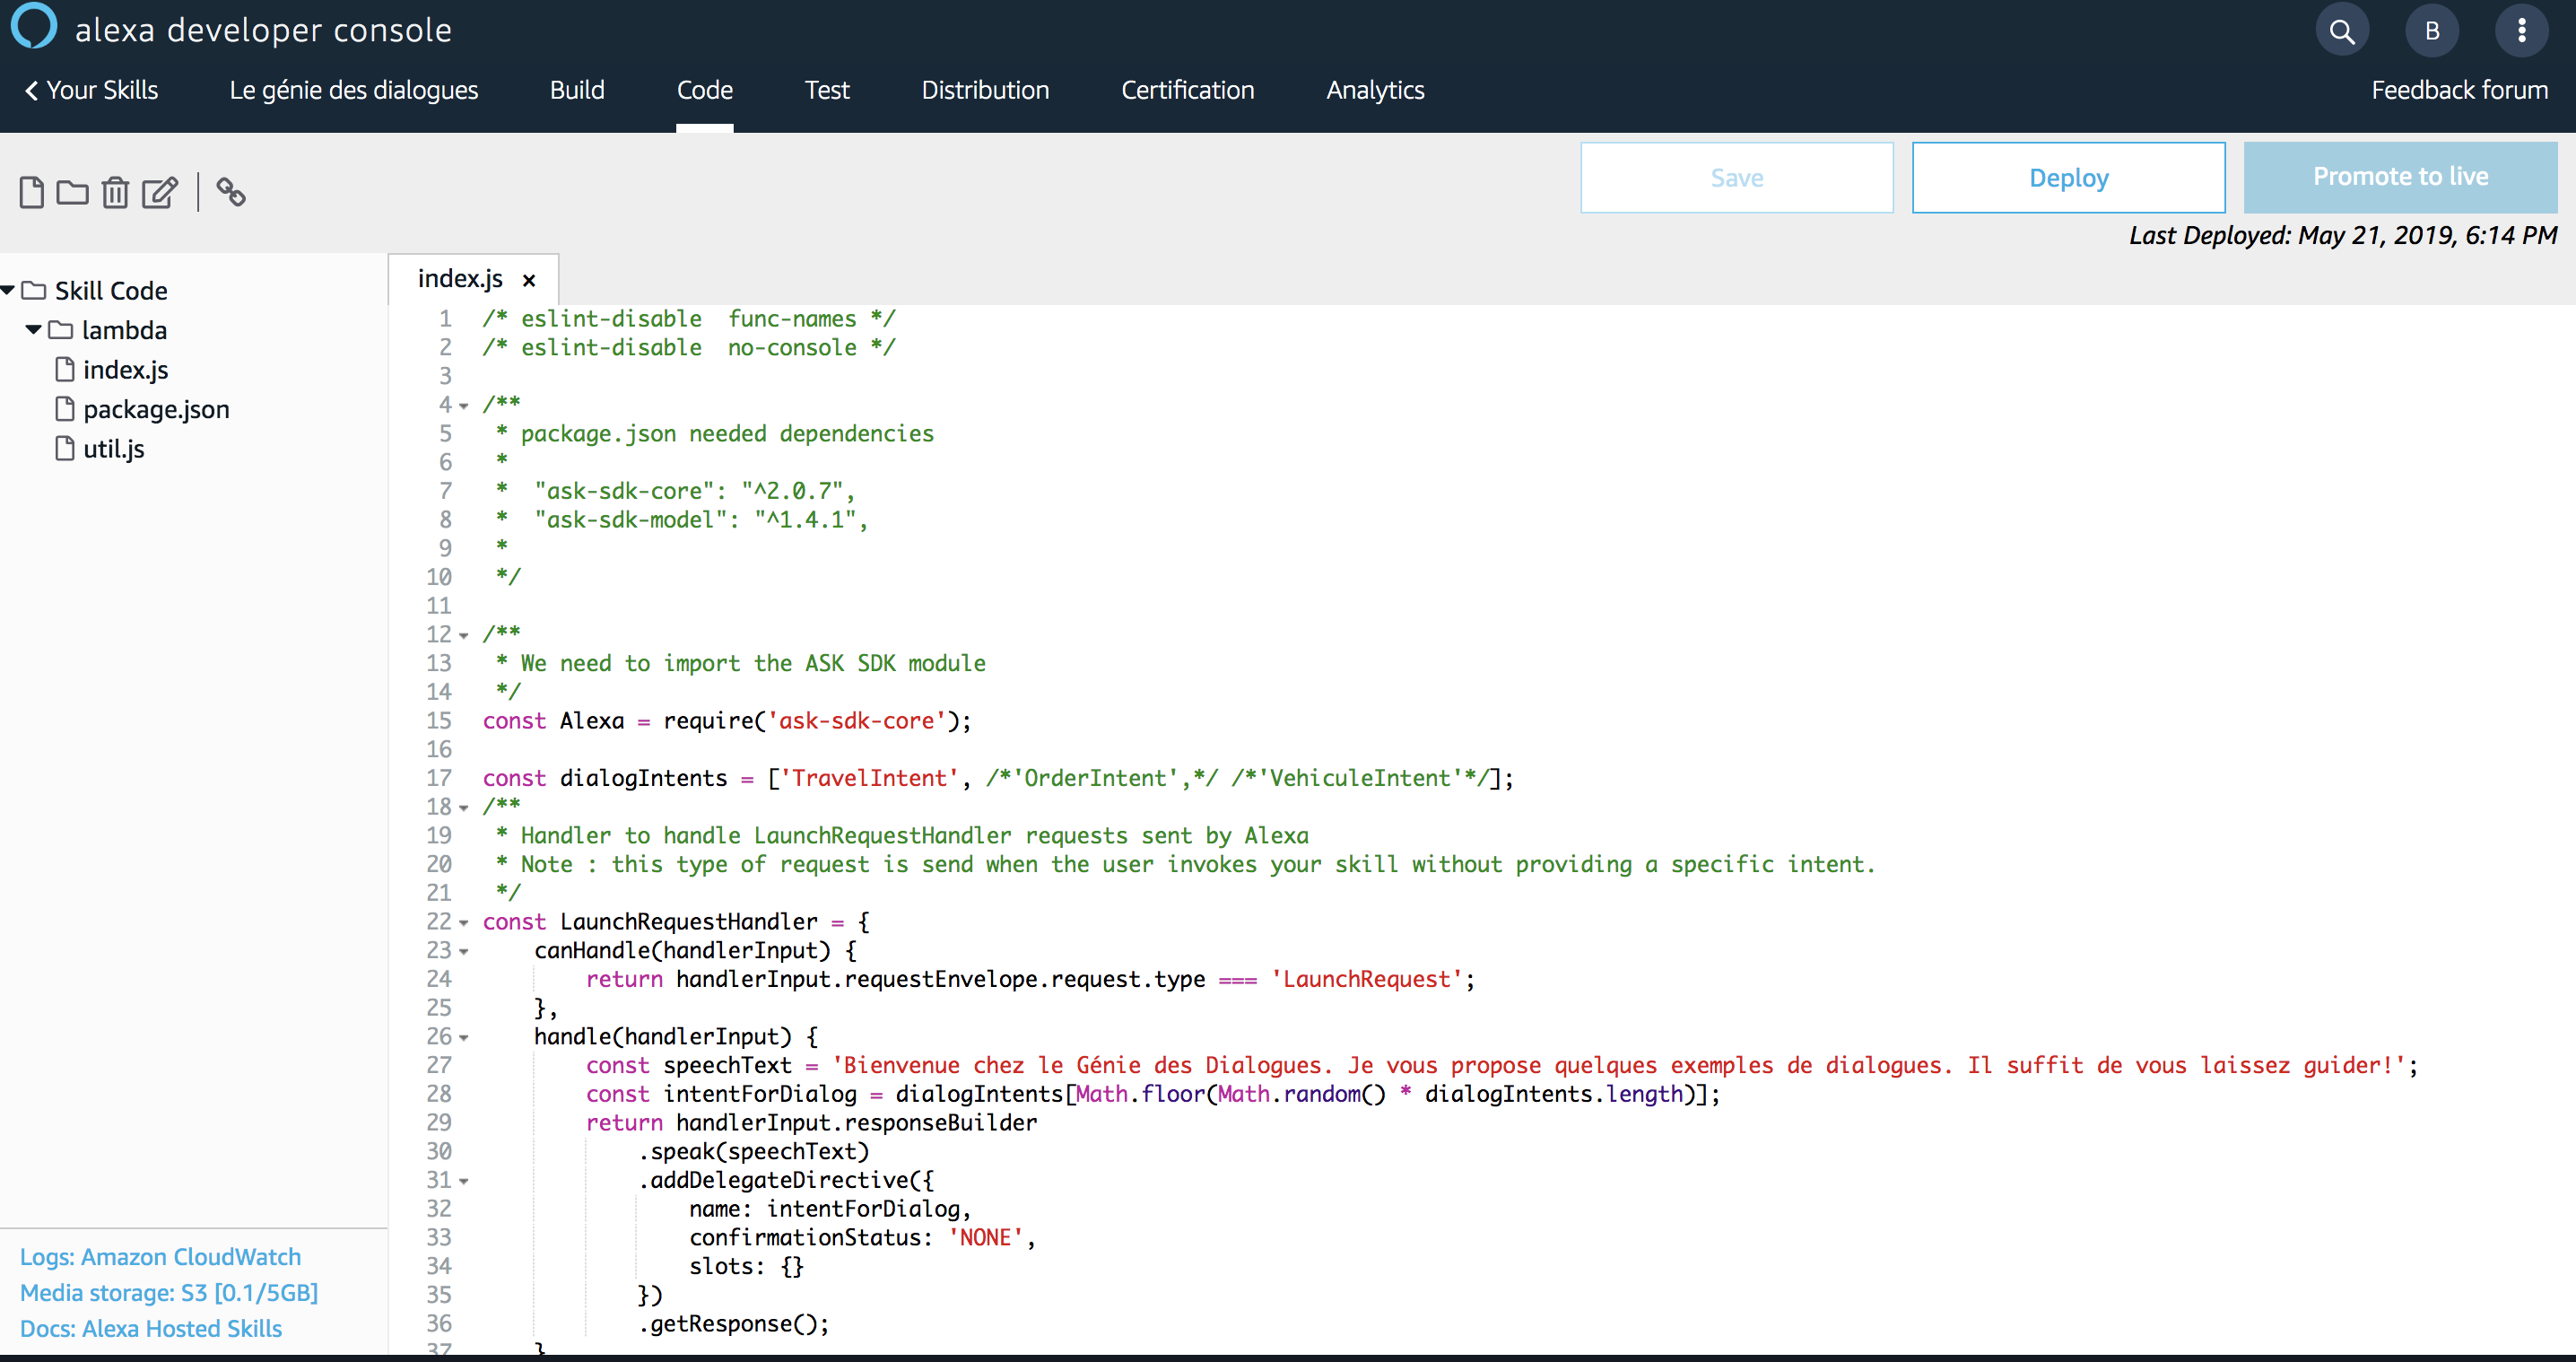 alexa developer console
B
Your Skills
Le génie des dialogues
Build
Code
Test
Distribution
Certification
Analytics
Feedback forum
Save
Deploy
Promote to live
Last Deployed: May 21, 2019, 6:14 PM
Skill Code
lambda
index.js
package.json
util.js
Logs: Amazon CloudWatch
Media storage: S3 [0.1/5GB]
Docs: Alexa Hosted Skills
index.js ×
1 /* eslint-disable  func-names */
2 /* eslint-disable  no-console */
3
4 /**
5  * package.json needed dependencies
6  *
7  *  "ask-sdk-core": "^2.0.7",
8  *  "ask-sdk-model": "^1.4.1",
9  *
10  */
11
12 /**
13  * We need to import the ASK SDK module
14  */
15 const Alexa = require('ask-sdk-core');
16
17 const dialogIntents = ['TravelIntent', /*'OrderIntent',*/ /*'VehiculeIntent'*/];
18 /**
19  * Handler to handle LaunchRequestHandler requests sent by Alexa
20  * Note : this type of request is send when the user invokes your skill without providing a specific intent.
21  */
22 const LaunchRequestHandler = {
23     canHandle(handlerInput) {
24         return handlerInput.requestEnvelope.request.type === 'LaunchRequest';
25     },
26     handle(handlerInput) {
27         const speechText = 'Bienvenue chez le Génie des Dialogues. Je vous propose quelques exemples de dialogues. Il suffit de vous laissez guider!';
28         const intentForDialog = dialogIntents[Math.floor(Math.random() * dialogIntents.length)];
29         return handlerInput.responseBuilder
30             .speak(speechText)
31             .addDelegateDirective({
32                 name: intentForDialog,
33                 confirmationStatus: 'NONE',
34                 slots: {}
35             })
36             .getResponse();
37     }